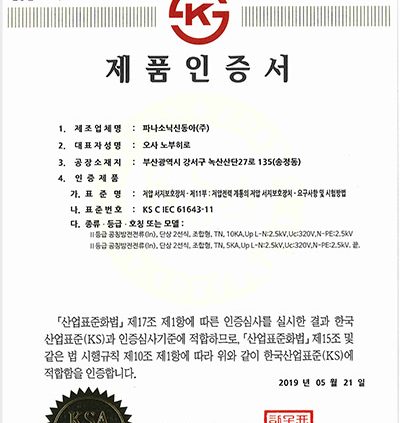 KS
제품인증서
1. 제조업체명 : 파나소닉신동아(주)
2. 대표자성명 : 오사 노부히로
3. 공장소재지 : 부산광역시 강서구 녹산산단27로 135(송정동)
4. 인증제품
가. 표준명 : 저압 서지보호장치 - 제11부 : 저압전력 계통의 저압 서지보호장치 - 요구사항 및 시험방법
나. 표준번호 : KS C IEC 61643-11
다. 종류·등급·호칭 또는 모델 :
II등급 공칭방전전류(In), 단상 2선식, 조합형, TN, 10KA,Up L-N:2.5kV,Uc:320V,N-PE:2.5kV
II등급 공칭방전전류(In), 단상 2선식, 조합형, TN, 5KA,Up L-N:2.5kV,Uc:320V,N-PE:2.5kV. 끝.
「산업표준화법」 제17조 제1항에 따른 인증심사를 실시한 결과 한국
산업표준(KS)과 인증심사기준에 적합하므로, 「산업표준화법」 제15조 및
같은 법 시행규칙 제10조 제1항에 따라 위와 같이 한국산업표준(KS)에
적합함을 인증합니다.
2019 년 05 월 21 일
KSA